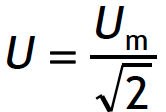 U = Um / √2